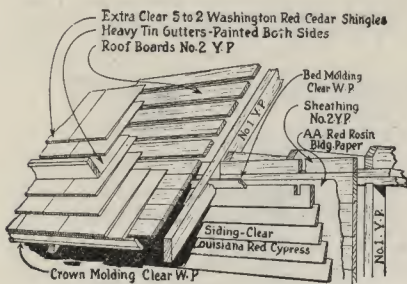 Extra Clear 5 to 2 Washington Red Cedar Shingles
Heavy Tin Gutters-Painted Both Sides
Roof Boards No.2 Y.P.
Bed Molding
Clear W.P
Sheathing
No.2 Y.P.
AA Red Rosin
Bldg. Paper
No.1 Y.P.
Siding-Clear
Louisiana Red Cypress
No.1. Y.P.
Crown Molding Clear W.P